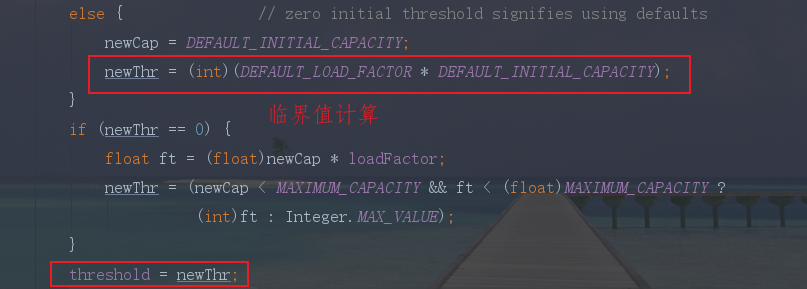 else {               // zero initial threshold signifies using defaults
    newCap = DEFAULT_INITIAL_CAPACITY;
    newThr = (int)(DEFAULT_LOAD_FACTOR * DEFAULT_INITIAL_CAPACITY);
}
临界值计算
if (newThr == 0) {
    float ft = (float)newCap * loadFactor;
    newThr = (newCap < MAXIMUM_CAPACITY && ft < (float)MAXIMUM_CAPACITY ?
              (int)ft : Integer.MAX_VALUE);
}
threshold = newThr;